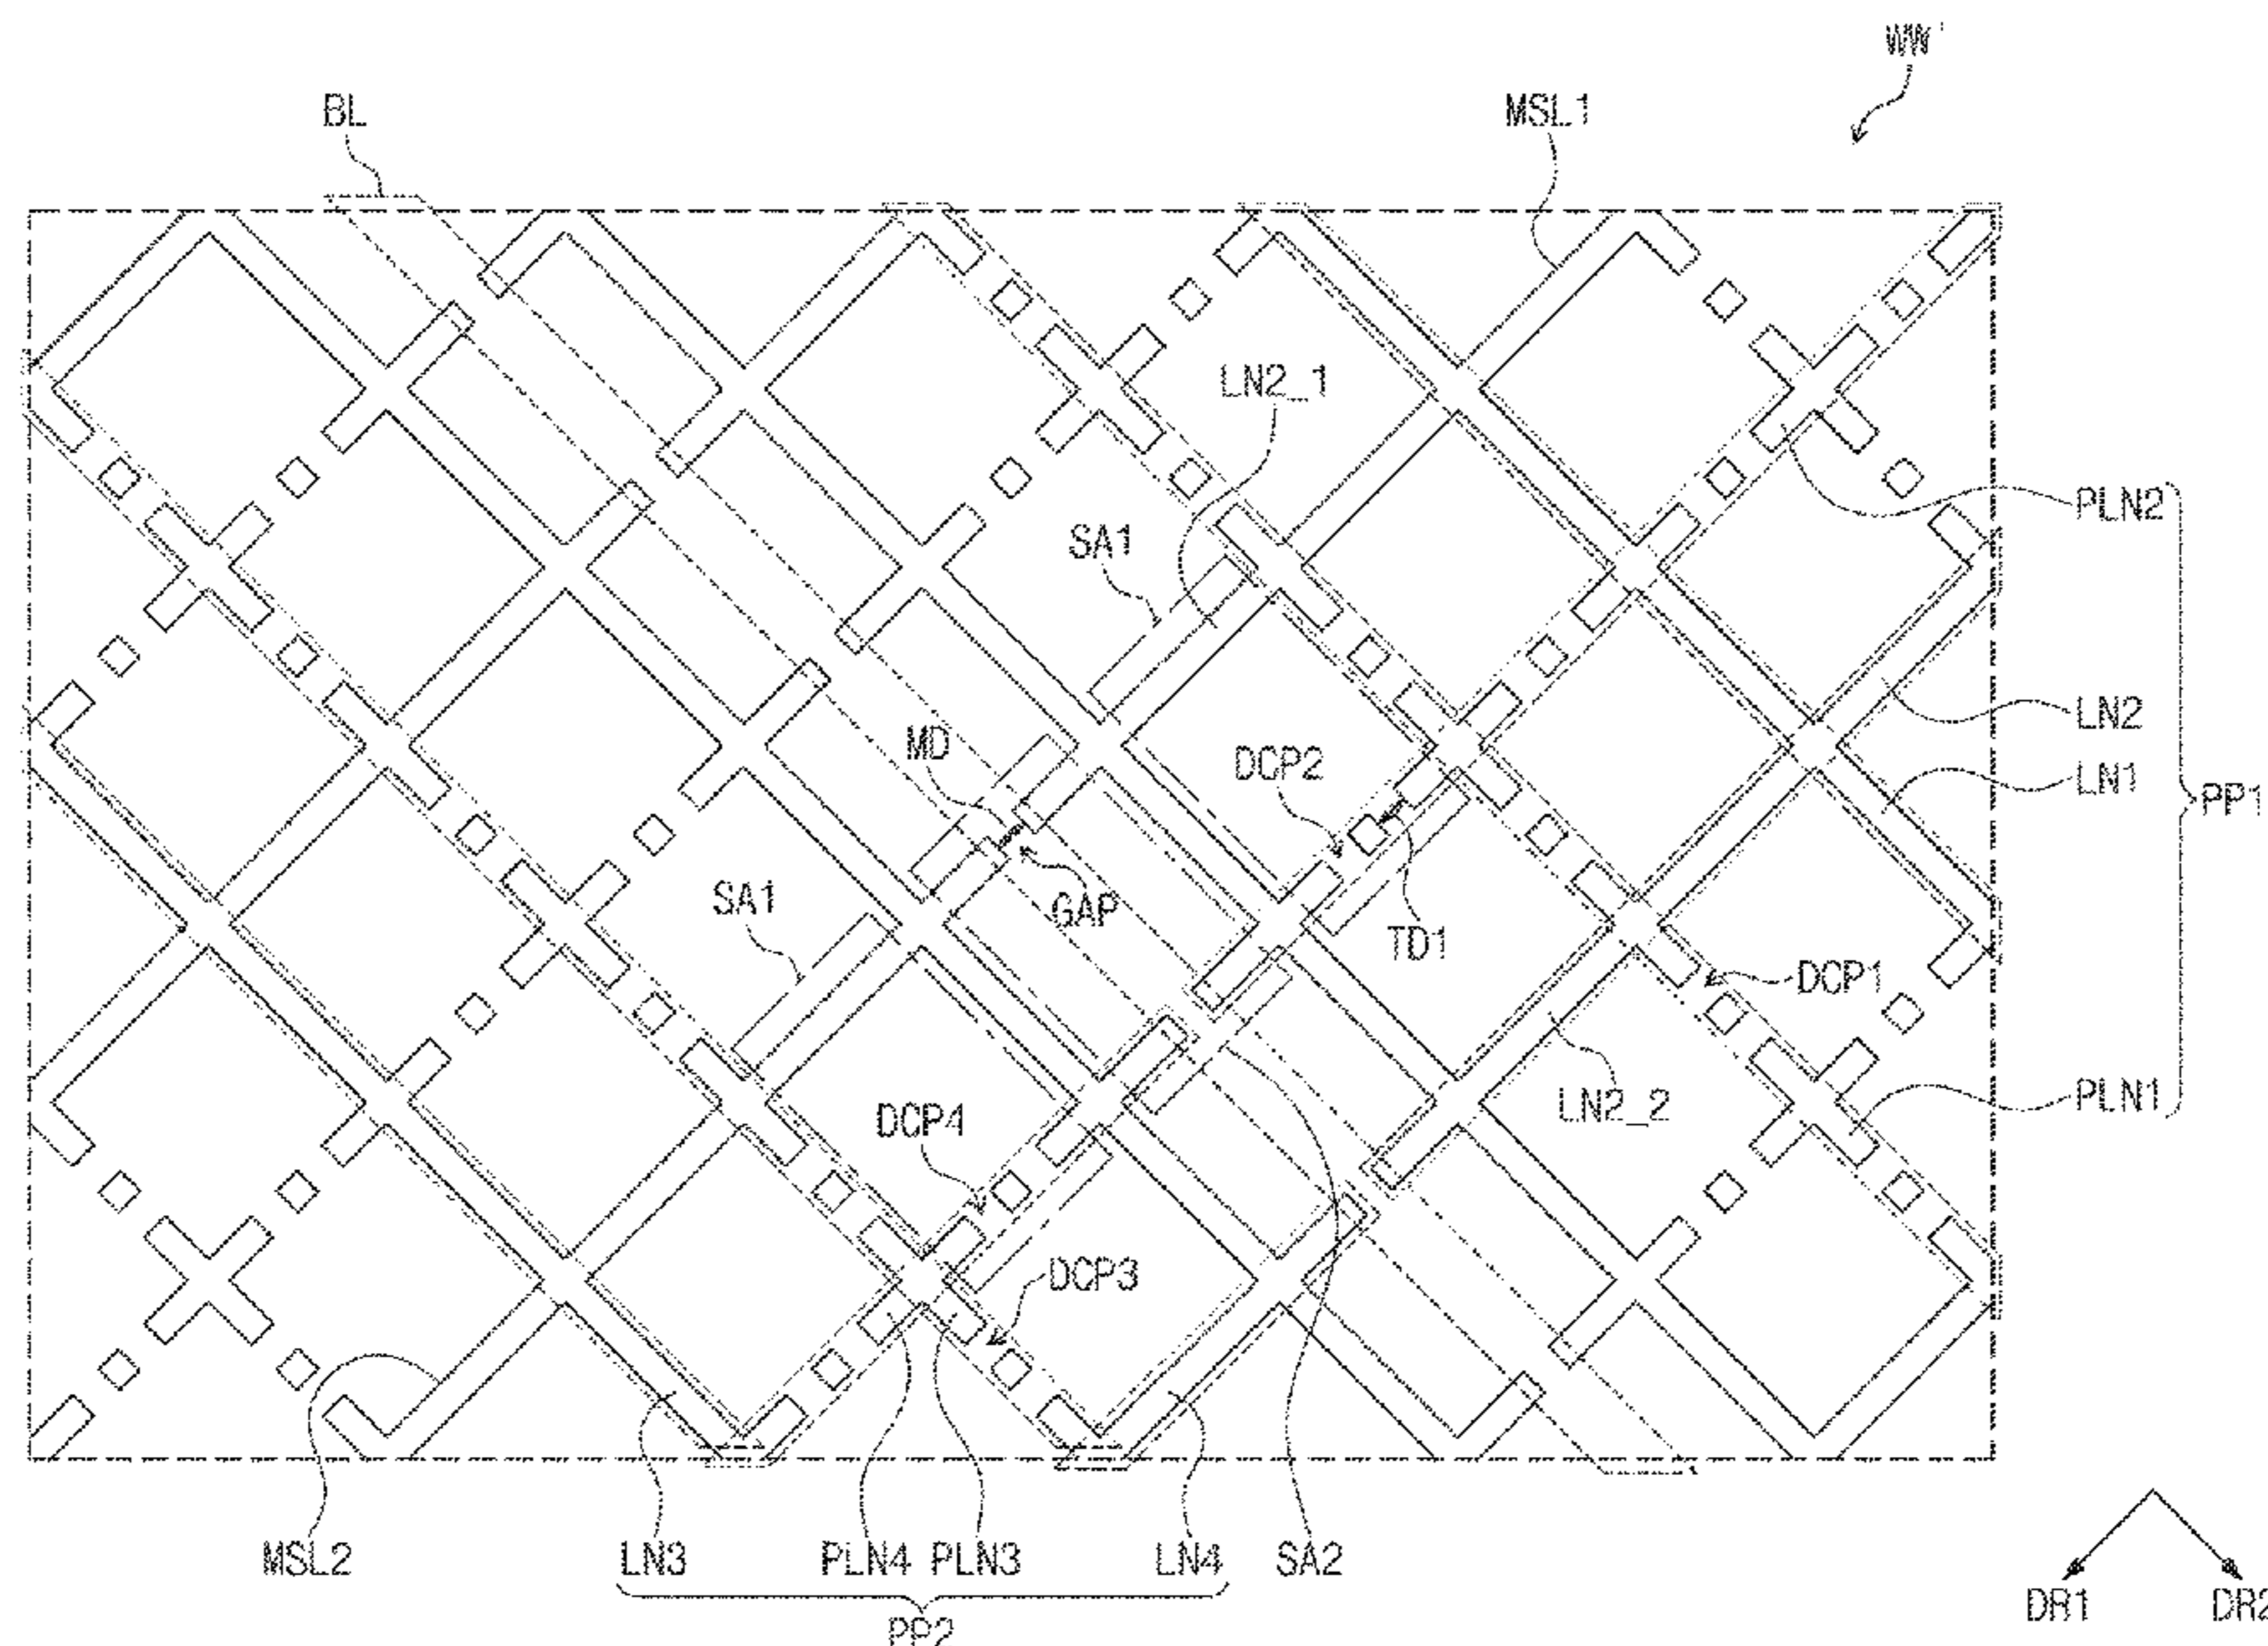 WW'
BL
MSL1
LN2_1
PLN2
SA1
LN2
MD
DCP2
LN1
PP1
SA1
GAP
TD1
DCP1
LN2_2
PLN1
DCP4
DCP3
MSL2
LN3
PLN4
PLN3
LN4
SA2
DR1
DR2
PP2